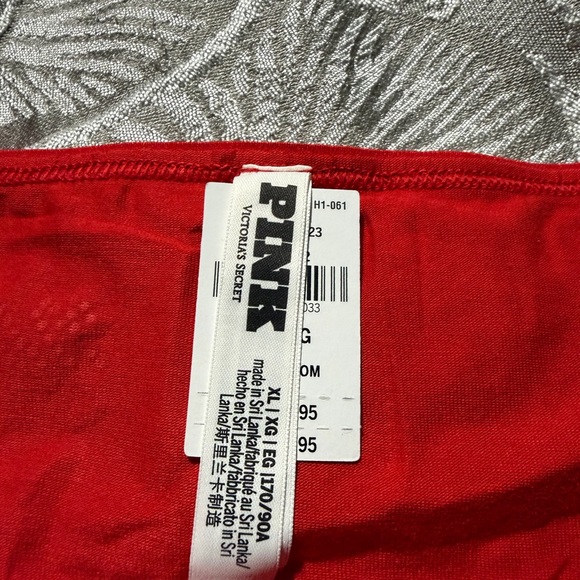 PINK
VICTORIA'S SECRET
XL | XG | EG |170/90A
made in Sri Lanka/fabriqué au Sri Lanka/
hecho en Sri Lanka/fabbricato in Sri
Lanka/斯里兰卡制造
H1-061
23
033
G
OM
95
95